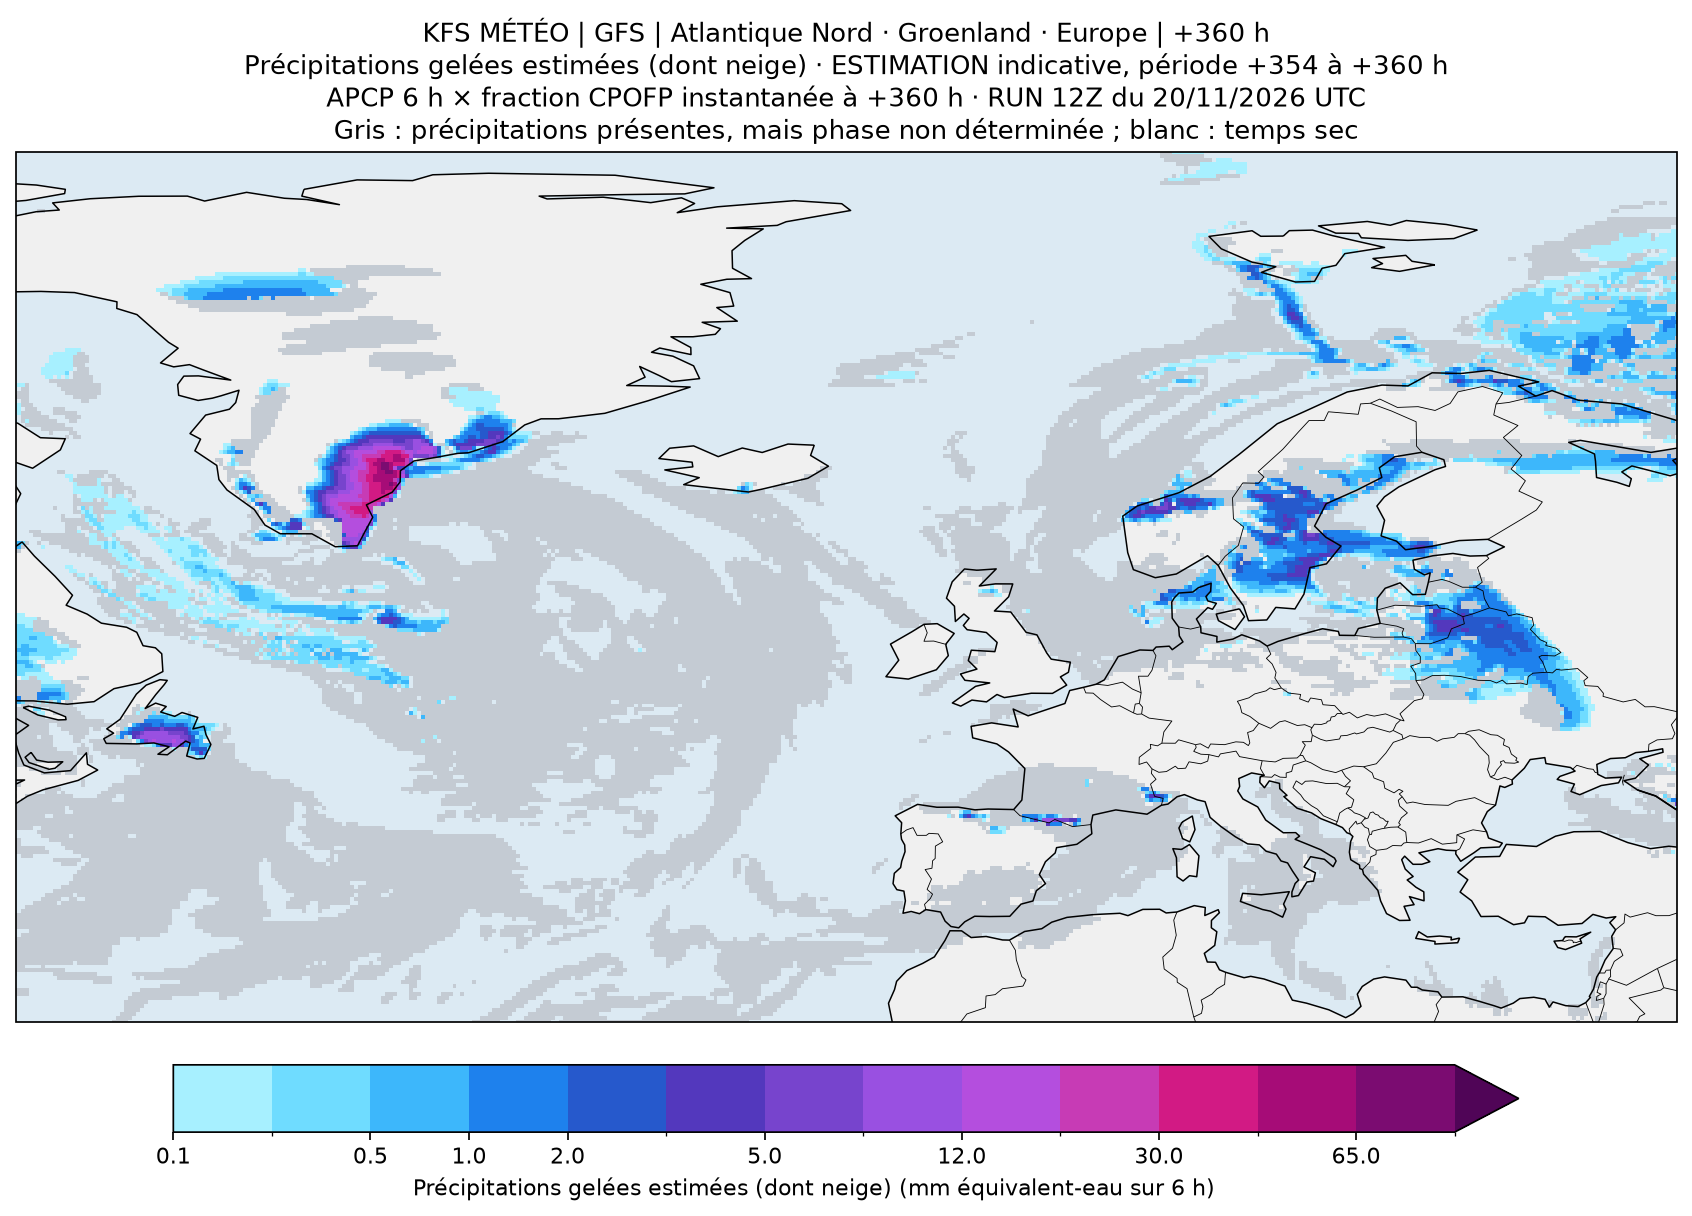 KFS MÉTÉO | GFS | Atlantique Nord · Groenland · Europe | +360 h
Précipitations gelées estimées (dont neige) · ESTIMATION indicative, période +354 à +360 h
APCP 6 h × fraction CPOFP instantanée à +360 h · RUN 12Z du 20/11/2026 UTC
Gris : précipitations présentes, mais phase non déterminée ; blanc : temps sec
0.1 0.5 1.0 2.0 5.0 12.0 30.0 65.0
Précipitations gelées estimées (dont neige) (mm équivalent-eau sur 6 h)